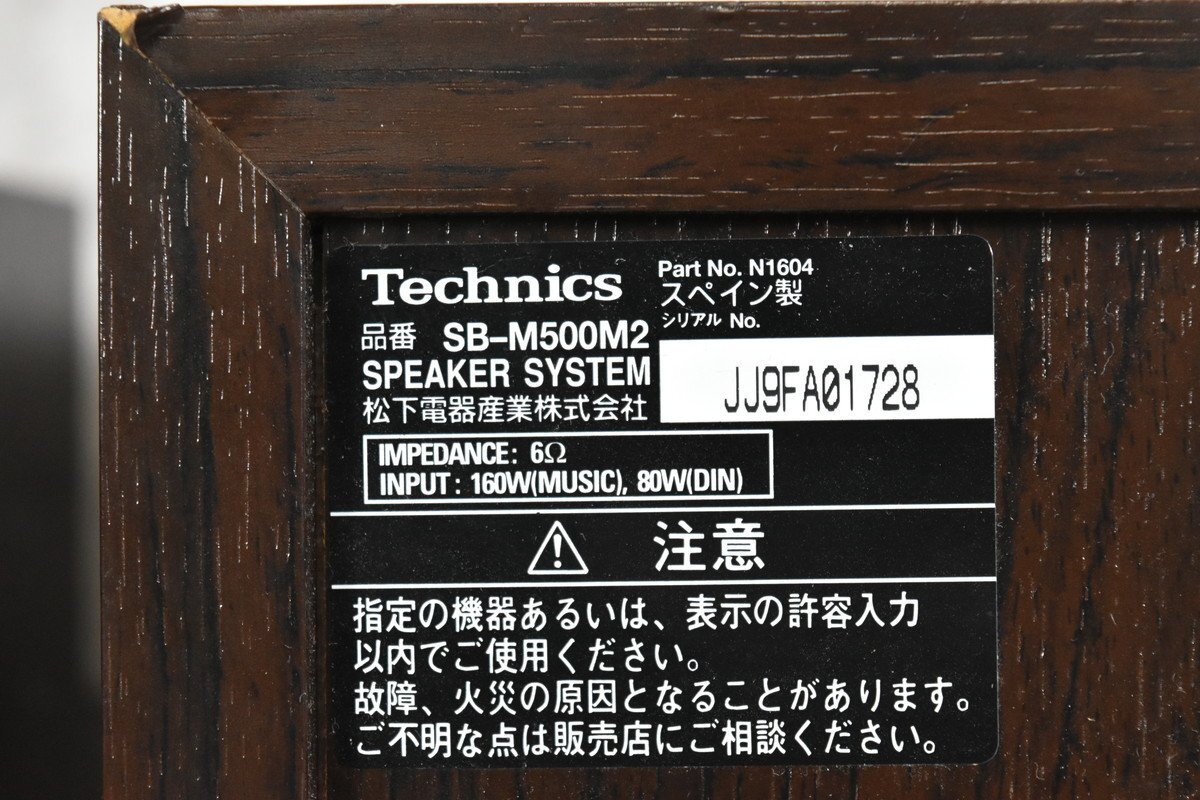 Technics
Part No. N1604
スペイン製
シリアル No.
JJ9FA01728
品番 SB-M500M2
SPEAKER SYSTEM
松下電器産業株式会社
IMPEDANCE: 6Ω
INPUT: 160W(MUSIC), 80W(DIN)
注意
指定の機器あるいは、表示の許容入力
以内でご使用ください。
故障、火災の原因となることがあります。
ご不明な点は販売店にご相談ください。